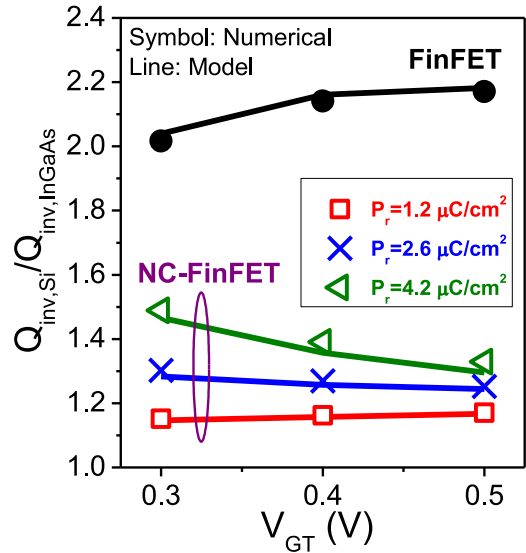 2.4
2.2
2.0
1.8
1.6
1.4
1.2
1.0
Q_inv,Si/Q_inv,InGaAs
Symbol: Numerical
Line: Model
FinFET
P_r=1.2 μC/cm²
P_r=2.6 μC/cm²
P_r=4.2 μC/cm²
NC-FinFET
0.3
0.4
0.5
V_GT (V)